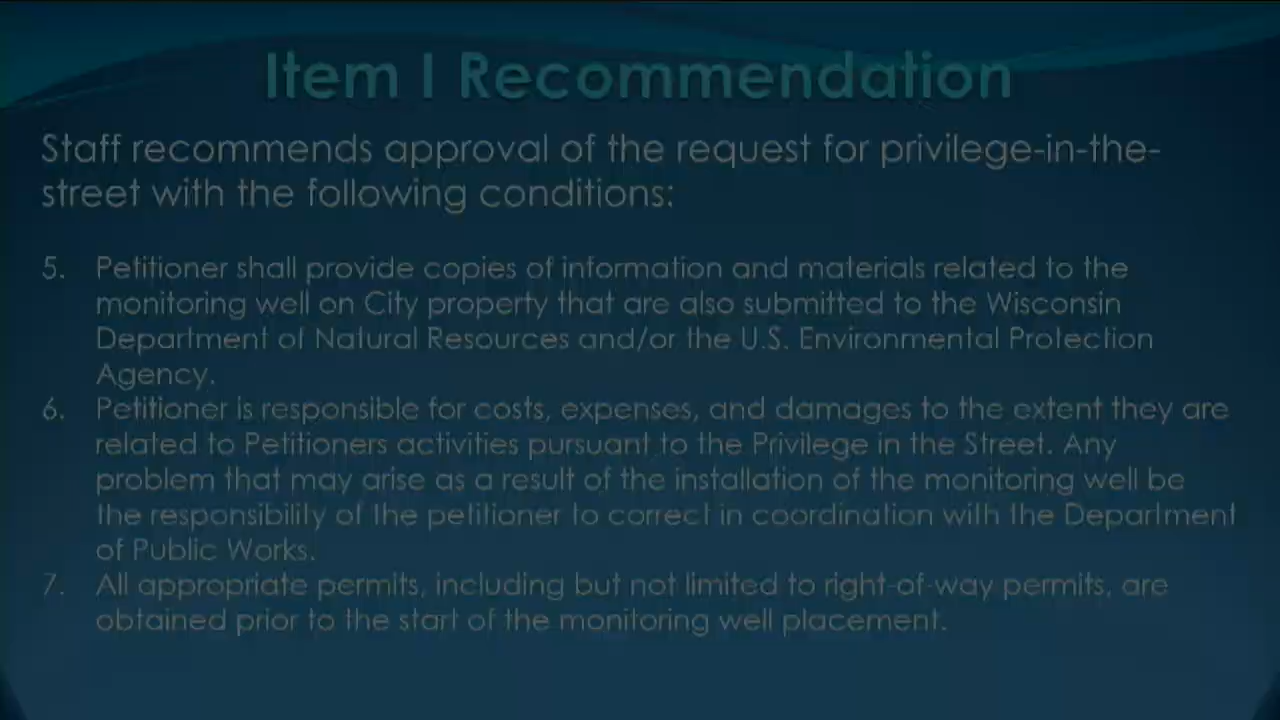 Item I Recommendation
Staff recommends approval of the request for privilege-in-the-
street with the following conditions:
5. Petitioner shall provide copies of information and materials related to the
monitoring well on City property that are also submitted to the Wisconsin
Department of Natural Resources and/or the U.S. Environmental Protection
Agency.
6. Petitioner is responsible for costs, expenses, and damages to the extent they are
related to Petitioners activities pursuant to the Privilege in the Street. Any
problem that may arise as a result of the installation of the monitoring well be
the responsibility of the petitioner to correct in coordination with the Department
of Public Works.
7. All appropriate permits, including but not limited to right-of-way permits, are
obtained prior to the start of the monitoring well placement.